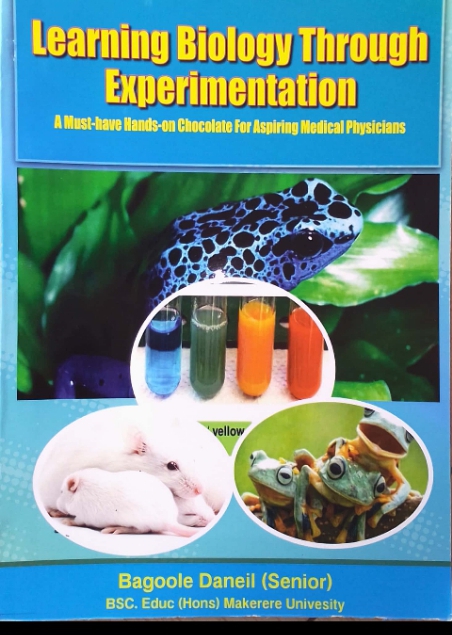 Learning Biology Through
Experimentation
A Must-have Hands-on Chocolate For Aspiring Medical Physicians
yellow
Bagoole Daneil (Senior)
BSC. Educ (Hons) Makerere Univesity